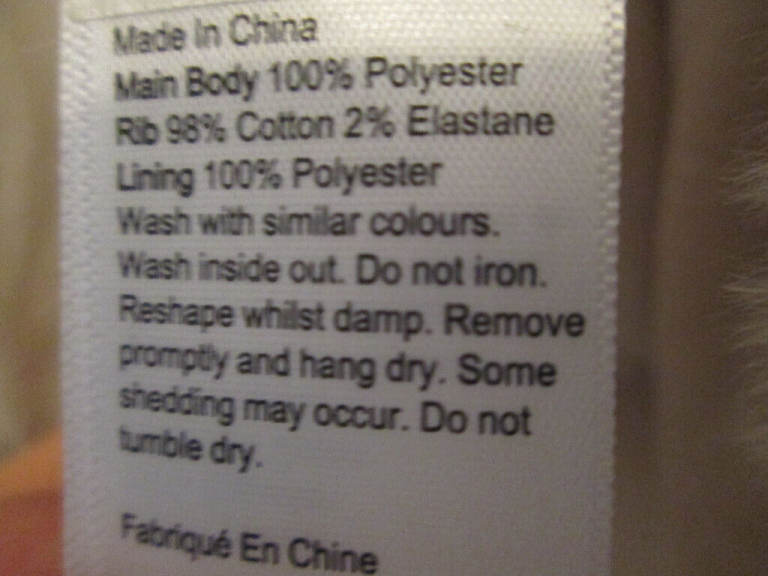 Made In China
Main Body 100% Polyester
Rib 98% Cotton 2% Elastane
Lining 100% Polyester
Wash with similar colours.
Wash inside out. Do not iron.
Reshape whilst damp. Remove
promptly and hang dry. Some
shedding may occur. Do not
tumble dry.
Fabriqué En Chine